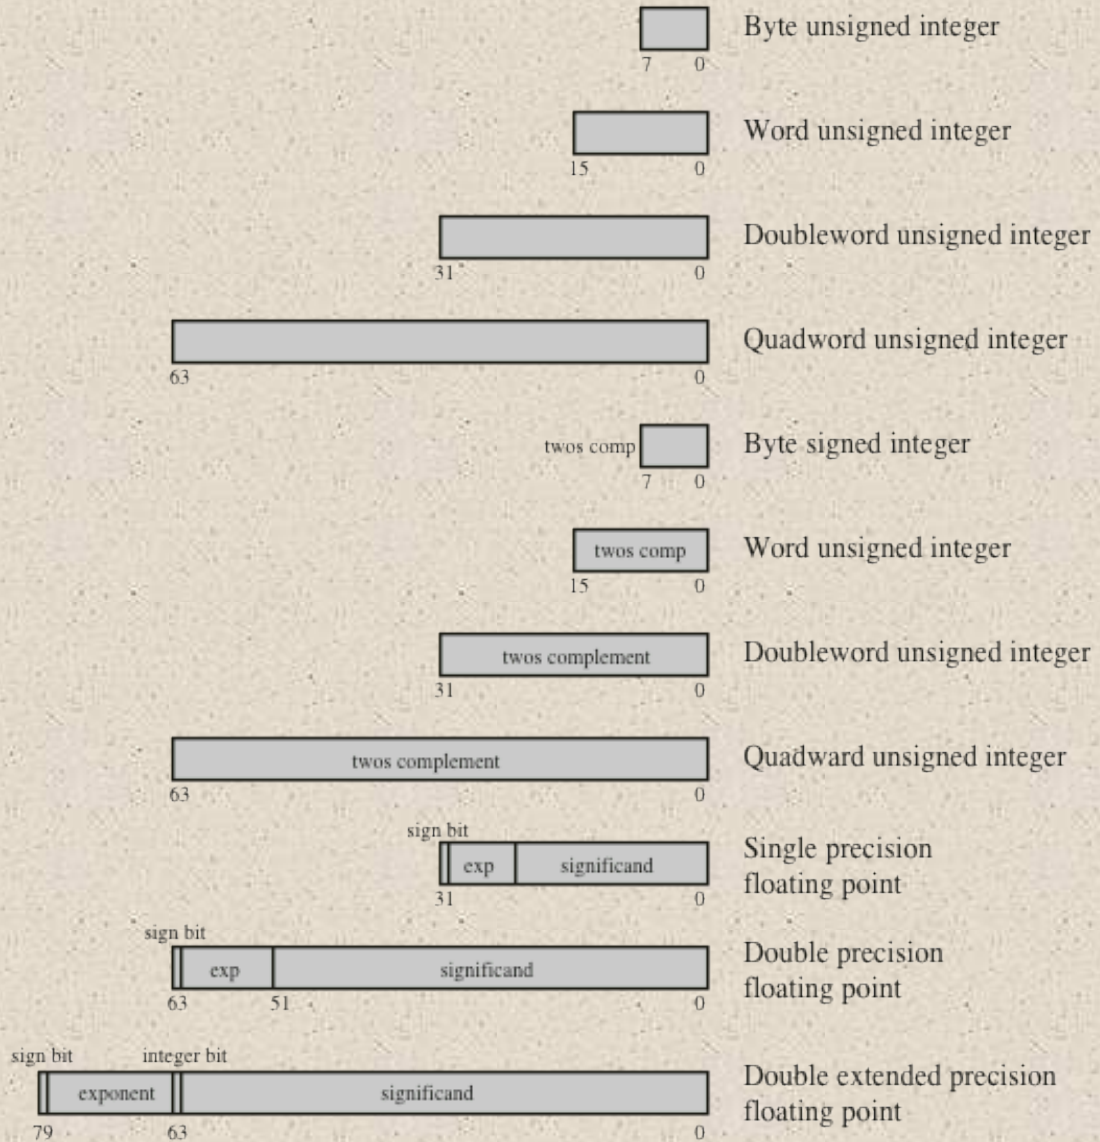 Byte unsigned integer
7 0
Word unsigned integer
15 0
Doubleword unsigned integer
31 0
Quadword unsigned integer
63 0
twos comp Byte signed integer
7 0
twos comp Word unsigned integer
15 0
twos complement Doubleword unsigned integer
31 0
twos complement Quadward unsigned integer
63 0
sign bit
exp significand
31 0
Single precision
floating point
sign bit
exp significand
63 51 0
Double precision
floating point
sign bit integer bit
exponent significand
79 63 0
Double extended precision
floating point